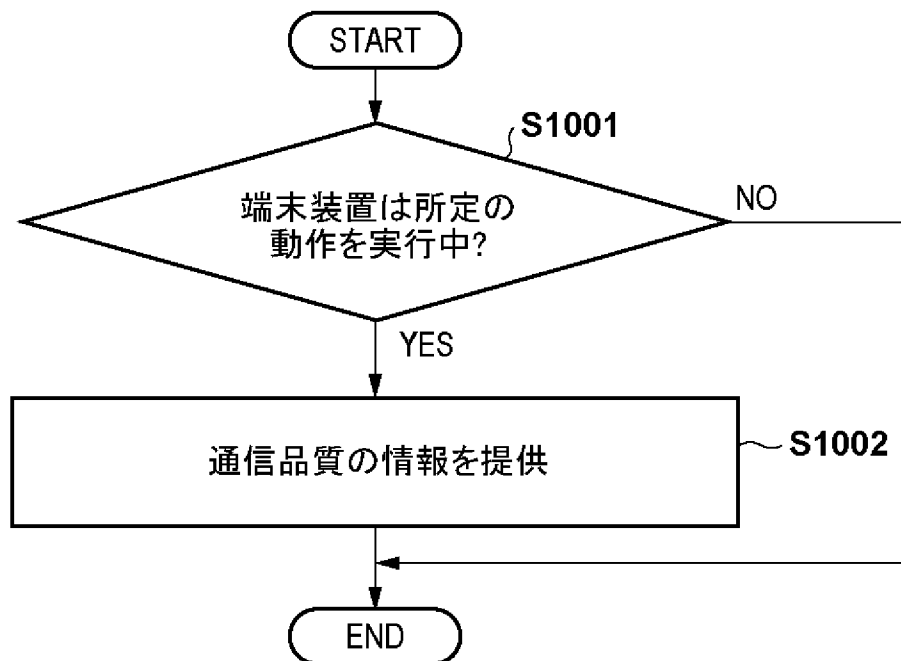 START
S1001
端末装置は所定の
動作を実行中?
NO
YES
通信品質の情報を提供
S1002
END